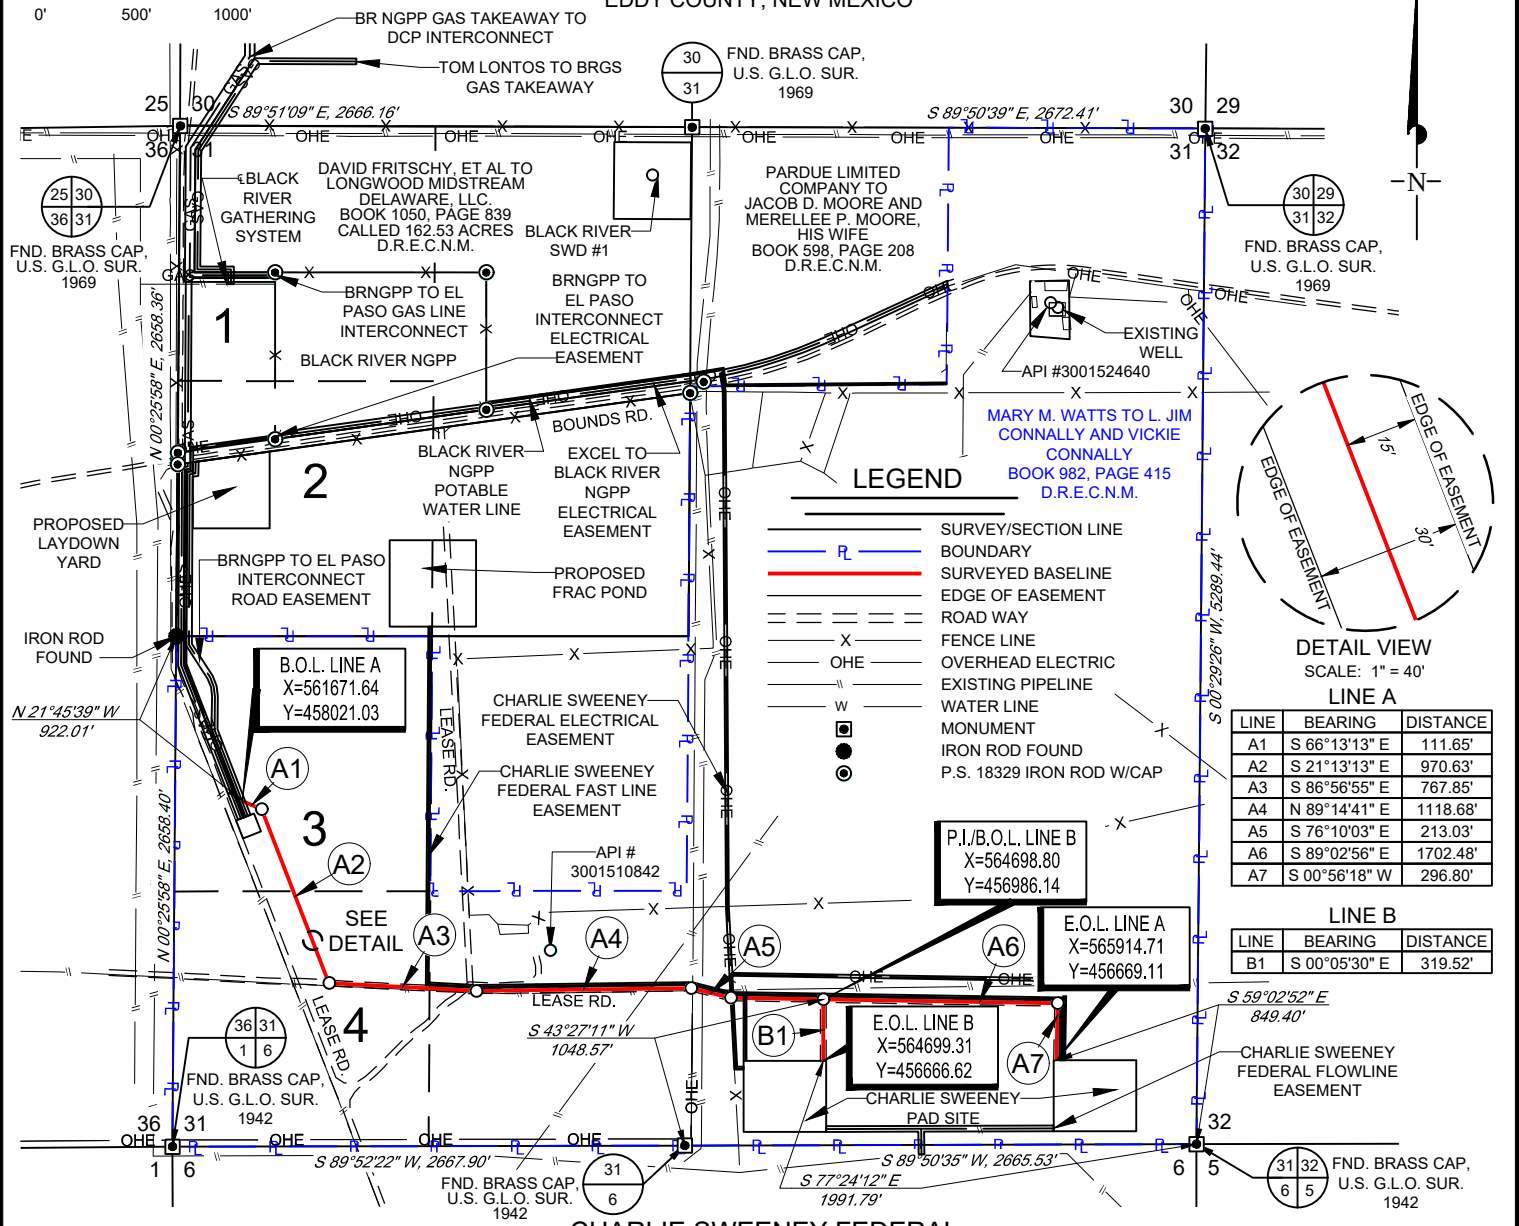 EDDY COUNTY, NEW MEXICO
0'
500'
1000'
BR NGPP GAS TAKEAWAY TO
DCP INTERCONNECT
TOM LONTOS TO BRGS
GAS TAKEAWAY
30
31
FND. BRASS CAP,
U.S. G.L.O. SUR.
1969
25 30
36 31
S 89°51'09" E, 2666.16'
S 89°50'39" E, 2672.41'
30 29
31 32
N
25 30
36 31
FND. BRASS CAP,
U.S. G.L.O. SUR.
1969
BLACK
RIVER
GATHERING
SYSTEM
DAVID FRITSCHY, ET AL TO
LONGWOOD MIDSTREAM
DELAWARE, LLC.
BOOK 1050, PAGE 839
CALLED 162.53 ACRES
D.R.E.C.N.M.
BLACK RIVER
SWD #1
PARDUE LIMITED
COMPANY TO
JACOB D. MOORE AND
MERELLEE P. MOORE,
HIS WIFE
BOOK 598, PAGE 208
D.R.E.C.N.M.
30 29
31 32
FND. BRASS CAP,
U.S. G.L.O. SUR.
1969
BRNGPP TO EL
PASO GAS LINE
INTERCONNECT
BRNGPP TO
EL PASO
INTERCONNECT
ELECTRICAL
EASEMENT
1
BLACK RIVER NGPP
N 00°25'58" E, 2658.36'
EXISTING
WELL
API #3001524640
BOUNDS RD.
2
BLACK RIVER
NGPP
POTABLE
WATER LINE
EXCEL TO
BLACK RIVER
NGPP
ELECTRICAL
EASEMENT
MARY M. WATTS TO L. JIM
CONNALLY AND VICKIE
CONNALLY
BOOK 982, PAGE 415
D.R.E.C.N.M.
PROPOSED
LAYDOWN
YARD
BRNGPP TO EL PASO
INTERCONNECT
ROAD EASEMENT
PROPOSED
FRAC POND
LEGEND
SURVEY/SECTION LINE
PL BOUNDARY
SURVEYED BASELINE
EDGE OF EASEMENT
ROAD WAY
X FENCE LINE
OHE OVERHEAD ELECTRIC
EXISTING PIPELINE
W WATER LINE
MONUMENT
IRON ROD FOUND
P.S. 18329 IRON ROD W/CAP
S 00°29'26" W, 5289.44'
EDGE OF EASEMENT
EDGE OF EASEMENT
15'
30'
DETAIL VIEW
SCALE: 1" = 40'
LINE A
LINE BEARING DISTANCE
A1 S 66°13'13" E 111.65'
A2 S 21°13'13" E 970.63'
A3 S 86°56'55" E 767.85'
A4 N 89°14'41" E 1118.68'
A5 S 76°10'03" E 213.03'
A6 S 89°02'56" E 1702.48'
A7 S 00°56'18" W 296.80'
LINE B
LINE BEARING DISTANCE
B1 S 00°05'30" E 319.52'
IRON ROD
FOUND
N 21°45'39" W
922.01'
B.O.L. LINE A
X=561671.64
Y=458021.03
LEASE RD.
CHARLIE SWEENEY
FEDERAL ELECTRICAL
EASEMENT
CHARLIE SWEENEY
FEDERAL FAST LINE
EASEMENT
A1
3
A2
N 00°25'58" E, 2658.40'
API #
3001510842
P.I./B.O.L. LINE B
X=564698.80
Y=456986.14
E.O.L. LINE A
X=565914.71
Y=456669.11
SEE
DETAIL
A3
A4
A5
A6
LEASE RD.
4
LEASE RD.
S 43°27'11" W
1048.57'
B1
E.O.L. LINE B
X=564699.31
Y=456666.62
A7
S 59°02'52" E
849.40'
CHARLIE SWEENEY
FEDERAL FLOWLINE
EASEMENT
CHARLIE SWEENEY
PAD SITE
36 31
1 6
FND. BRASS CAP,
U.S. G.L.O. SUR.
1942
36 31
1 6
S 89°52'22" W, 2667.90'
31
6
FND. BRASS CAP,
U.S. G.L.O. SUR.
1942
S 89°50'35" W, 2665.53'
S 77°24'12" E
1991.79'
32
6 5
31 32
6 5
FND. BRASS CAP,
U.S. G.L.O. SUR.
1942